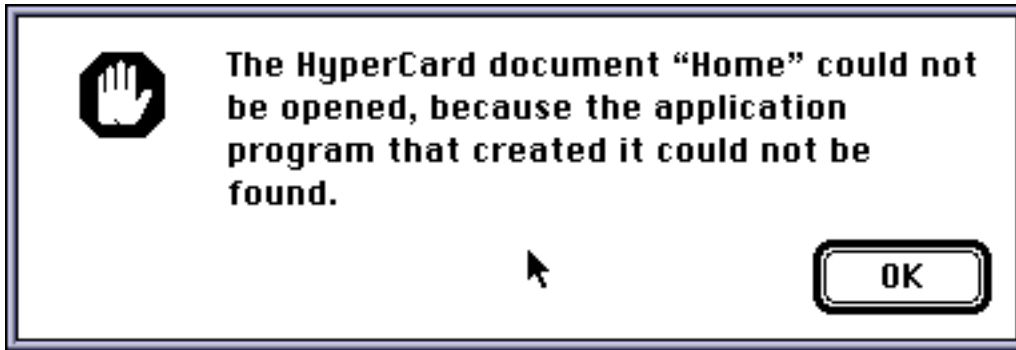 The HyperCard document “Home” could not
be opened, because the application
program that created it could not be
found.
OK